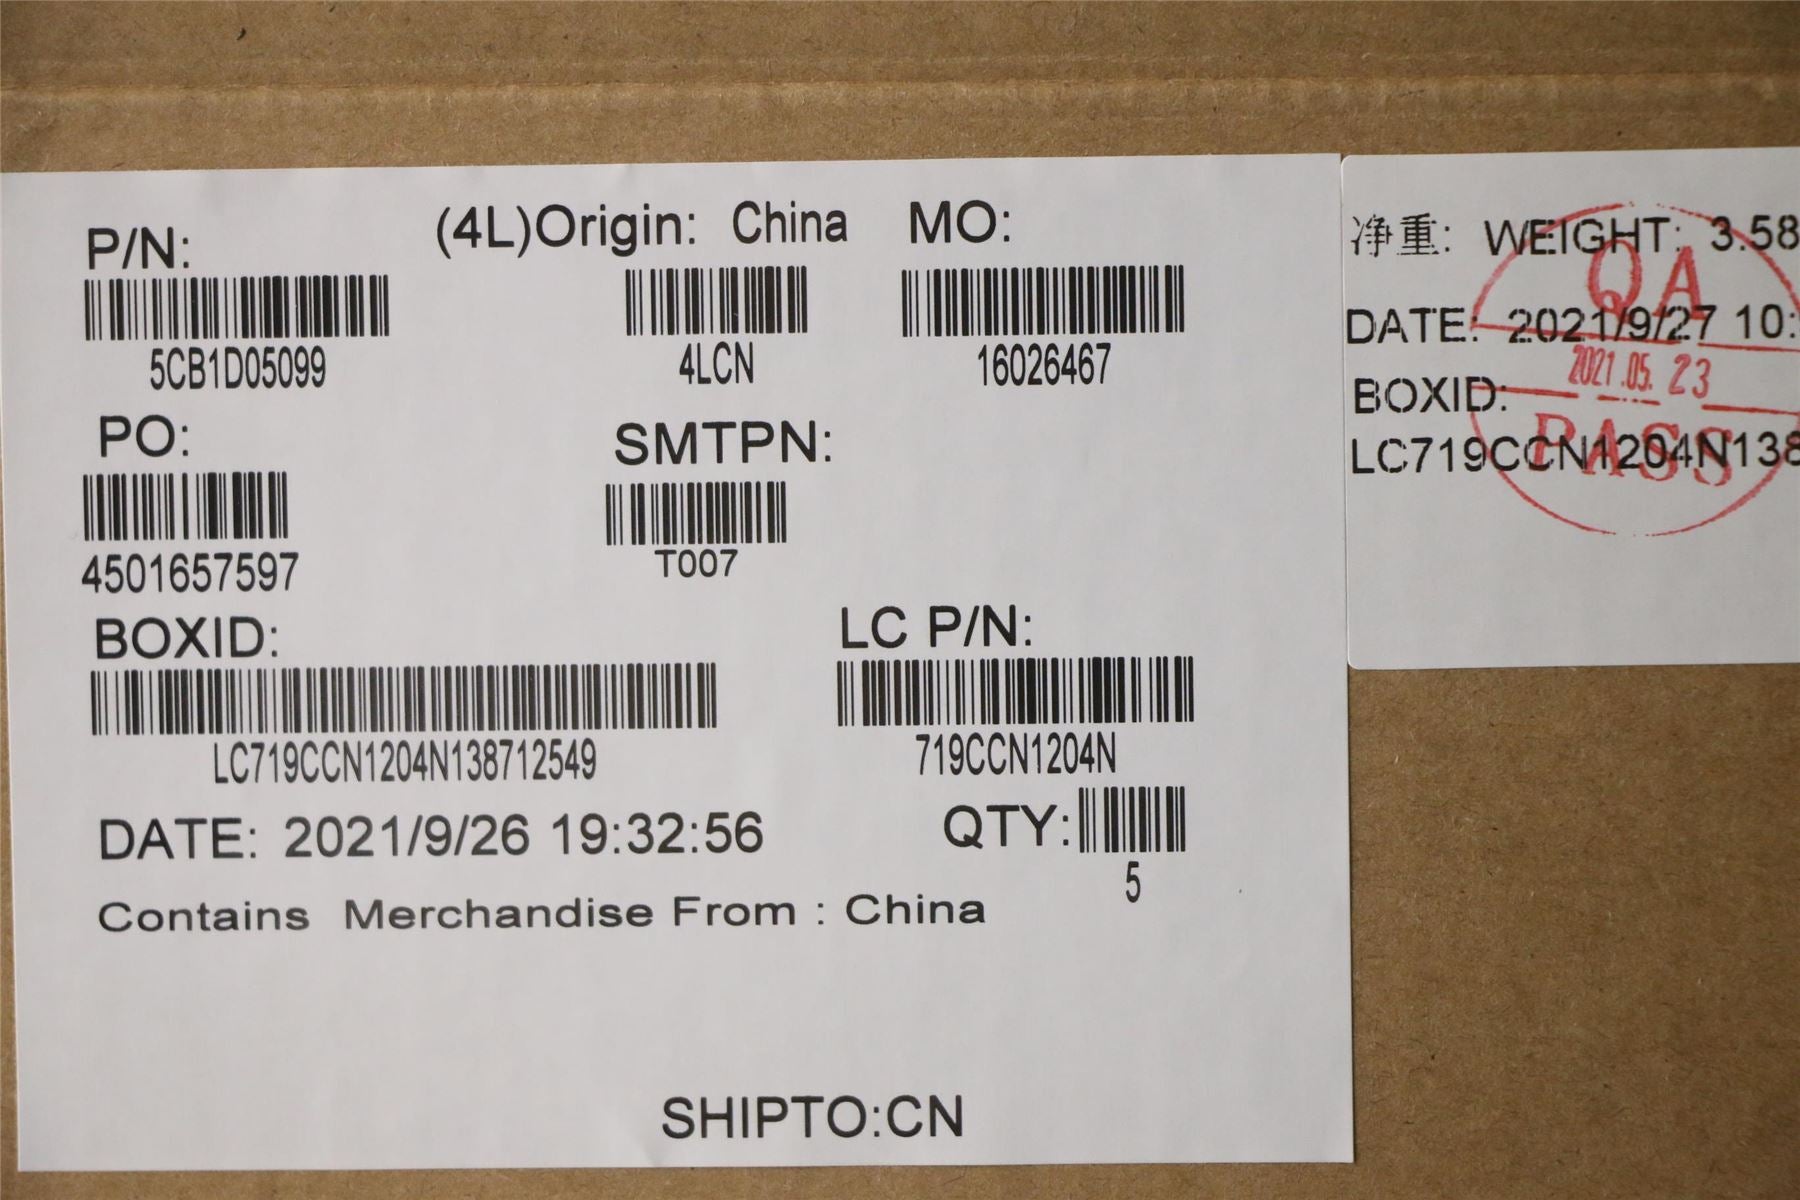 P/N:
5CB1D05099
(4L)Origin: China
4LCN
MO:
16026467
PO:
4501657597
SMTPN:
T007
BOXID:
LC719CCN1204N138712549
LC P/N:
719CCN1204N
DATE: 2021/9/26 19:32:56
QTY:
5
Contains Merchandise From : China
SHIPTO:CN
净重: WEIGHT: 3.58
DATE: 2021/9/27 10:
BOXID:
LC719CCN1204N138
QA
2021.05.23
PASS